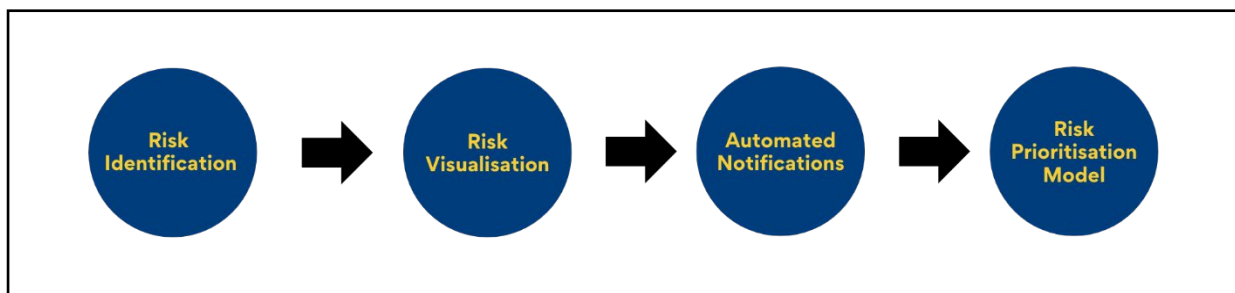 Risk
Identification
Risk
Visualisation
Automated
Notifications
Risk
Prioritisation
Model